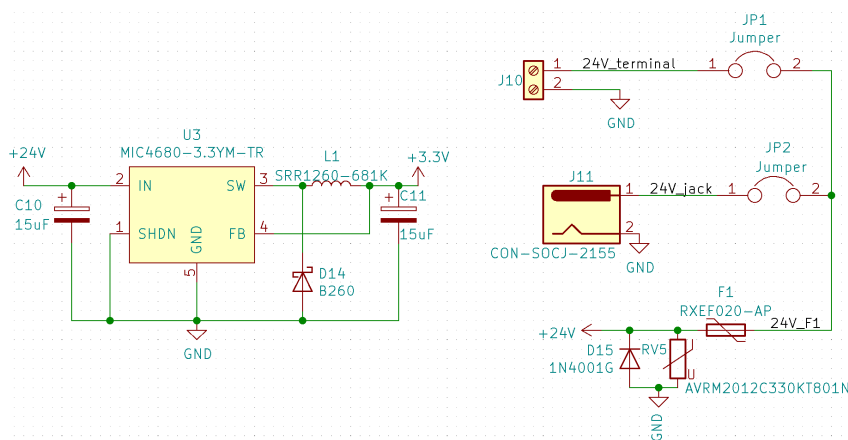 U3
MIC4680-3.3YM-TR
+24V
2
IN
SW
3
L1
SRR1260-681K
+3.3V
C10
15uF
+
1
SHDN
GND
FB
4
5
+
C11
15uF
D14
B260
GND
JP1
Jumper
J10
1
24V_terminal
1
2
2
GND
JP2
Jumper
J11
1
24V_jack
1
2
2
GND
CON-SOCJ-2155
F1
RXEF020-AP
+24V
24V_F1
D15
1N4001G
RV5
U
AVRM2012C330KT801N
GND